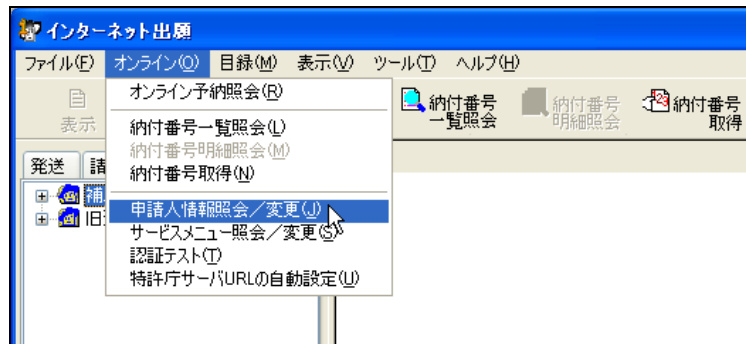 インターネット出願
ファイル(F) オンライン(O) 目録(M) 表示(V) ツール(T) ヘルプ(H)
表示
納付番号
一覧照会
納付番号
明細照会
納付番号
取得
発送 請
補
旧
オンライン予納照会(R)
納付番号一覧照会(L)
納付番号明細照会(M)
納付番号取得(N)
申請人情報照会／変更(J)
サービスメニュー照会／変更(S)
認証テスト(T)
特許庁サーバURLの自動設定(U)